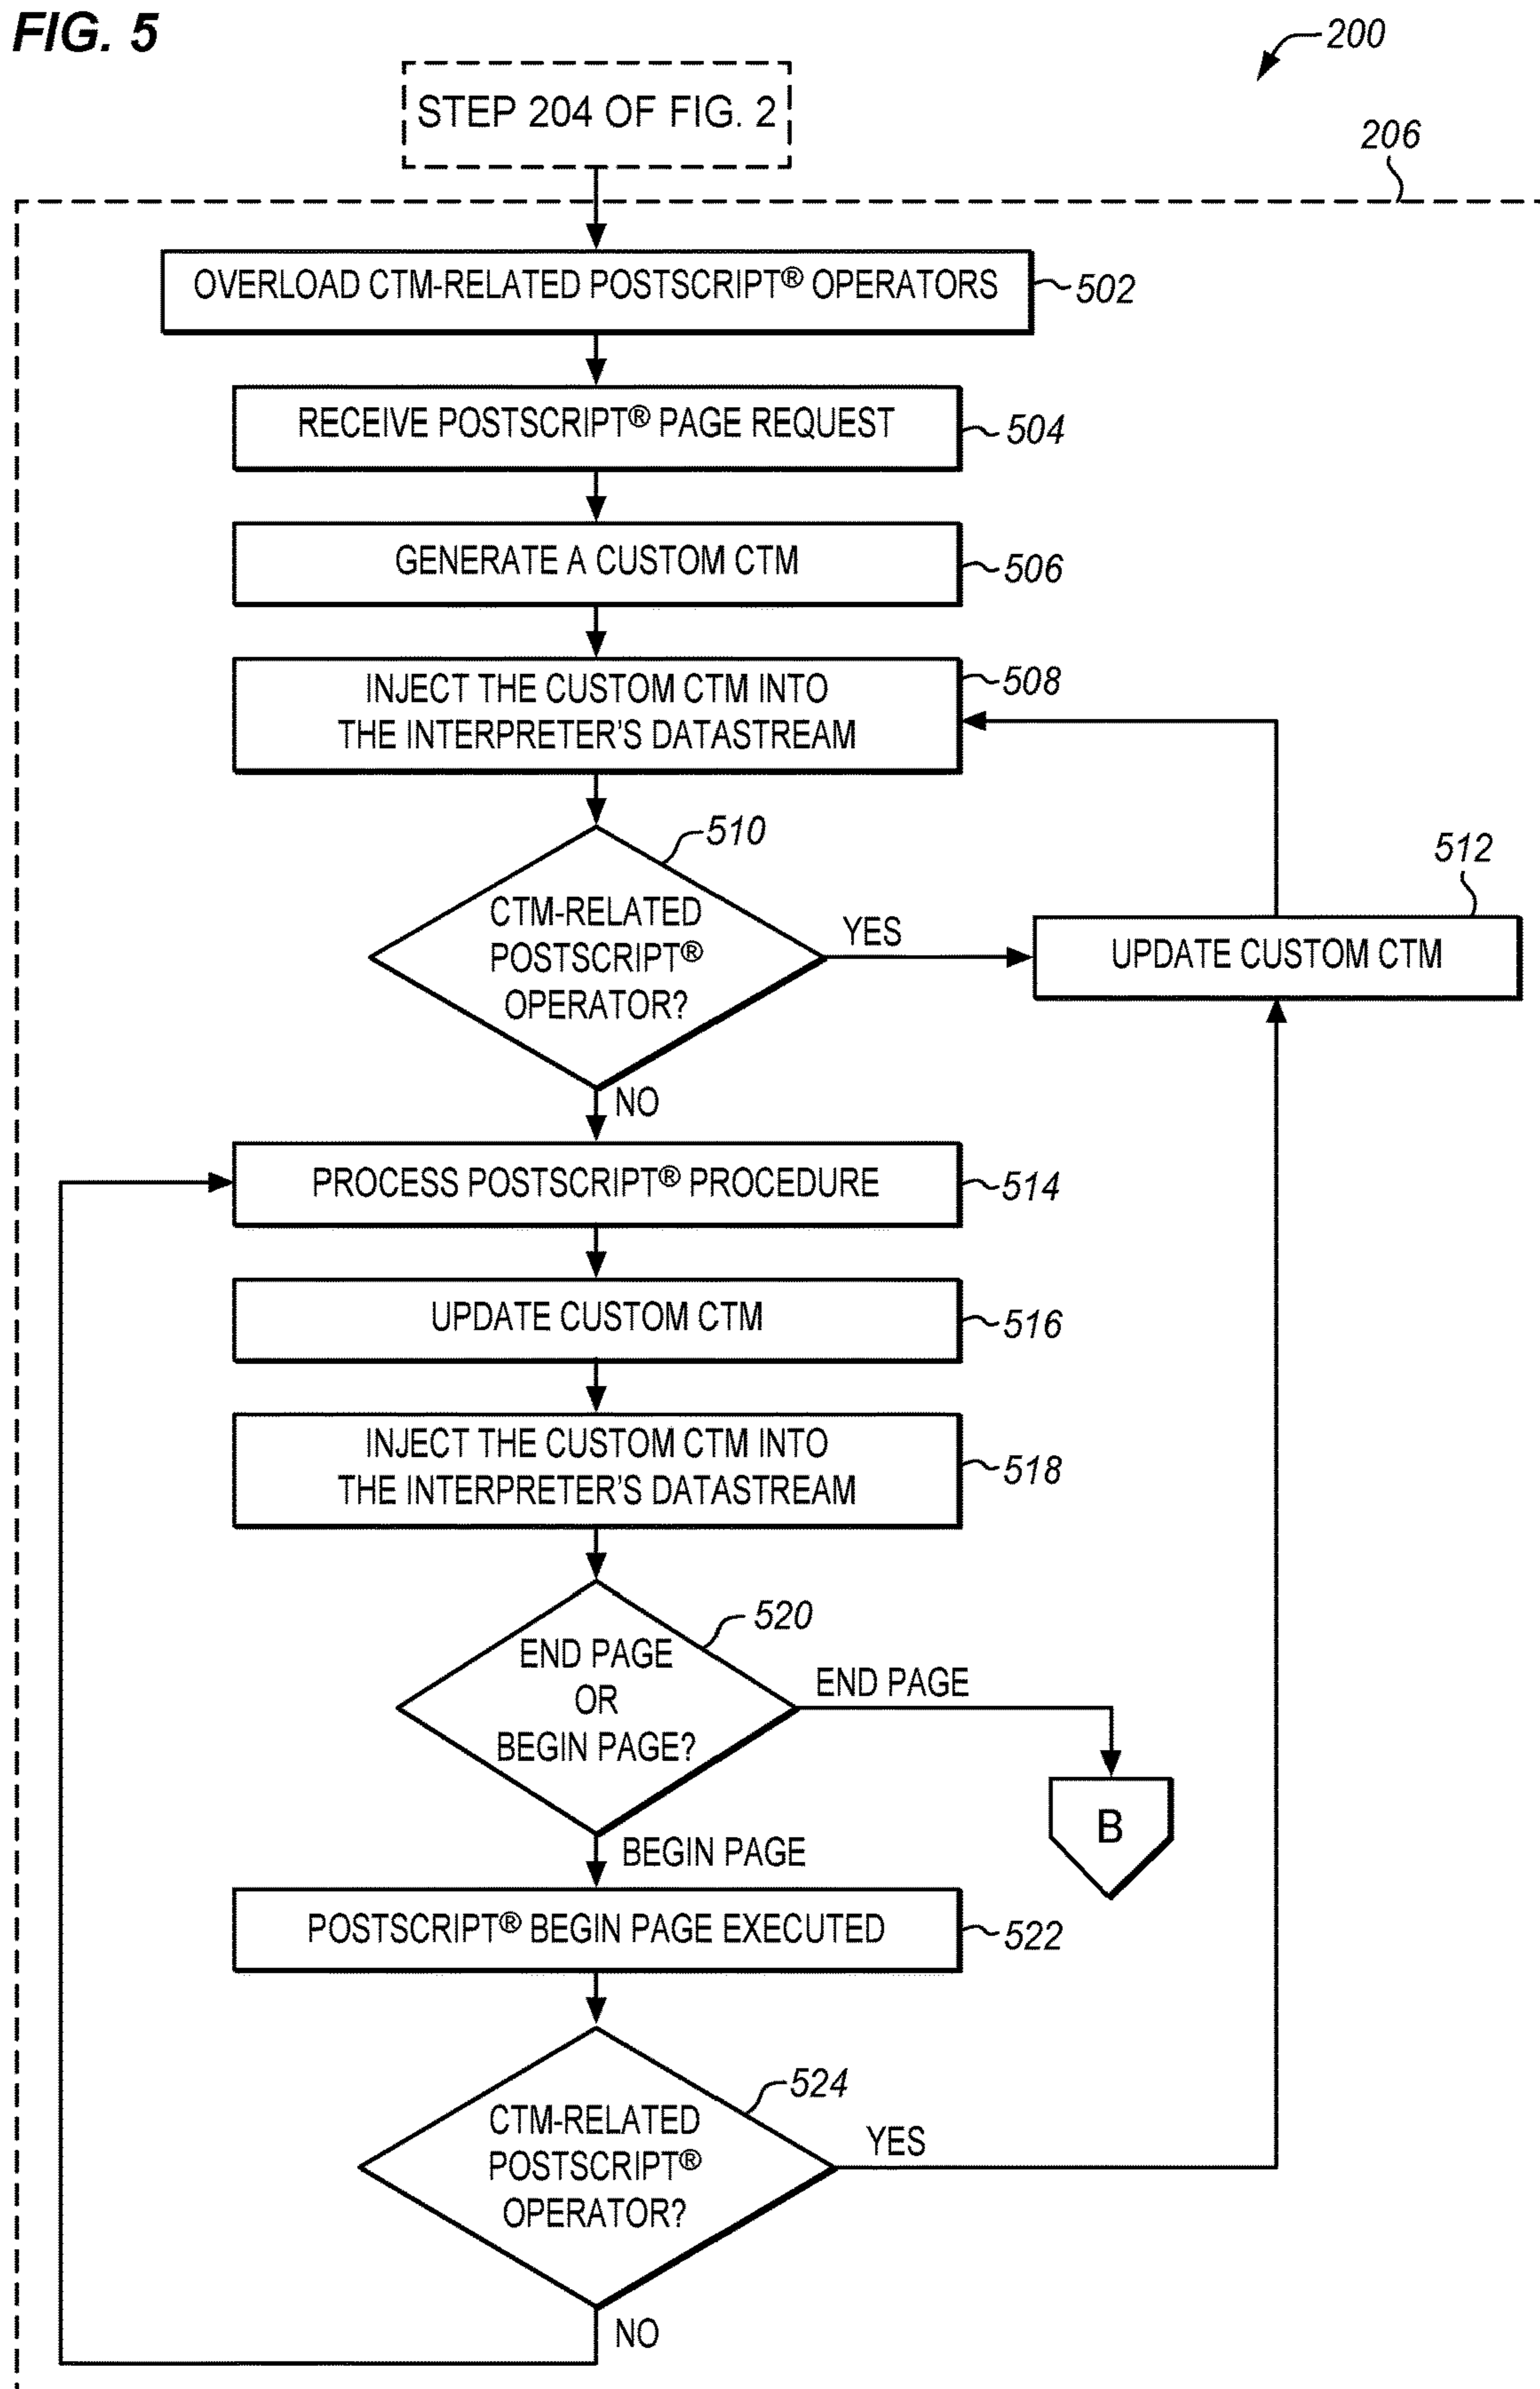 FIG. 5
200
STEP 204 OF FIG. 2
206
OVERLOAD CTM-RELATED POSTSCRIPT® OPERATORS
502
RECEIVE POSTSCRIPT® PAGE REQUEST
504
GENERATE A CUSTOM CTM
506
INJECT THE CUSTOM CTM INTO
THE INTERPRETER'S DATASTREAM
508
510
CTM-RELATED
POSTSCRIPT®
OPERATOR?
YES
512
UPDATE CUSTOM CTM
NO
PROCESS POSTSCRIPT® PROCEDURE
514
UPDATE CUSTOM CTM
516
INJECT THE CUSTOM CTM INTO
THE INTERPRETER'S DATASTREAM
518
520
END PAGE
OR
BEGIN PAGE?
END PAGE
B
BEGIN PAGE
POSTSCRIPT® BEGIN PAGE EXECUTED
522
524
CTM-RELATED
POSTSCRIPT®
OPERATOR?
YES
NO